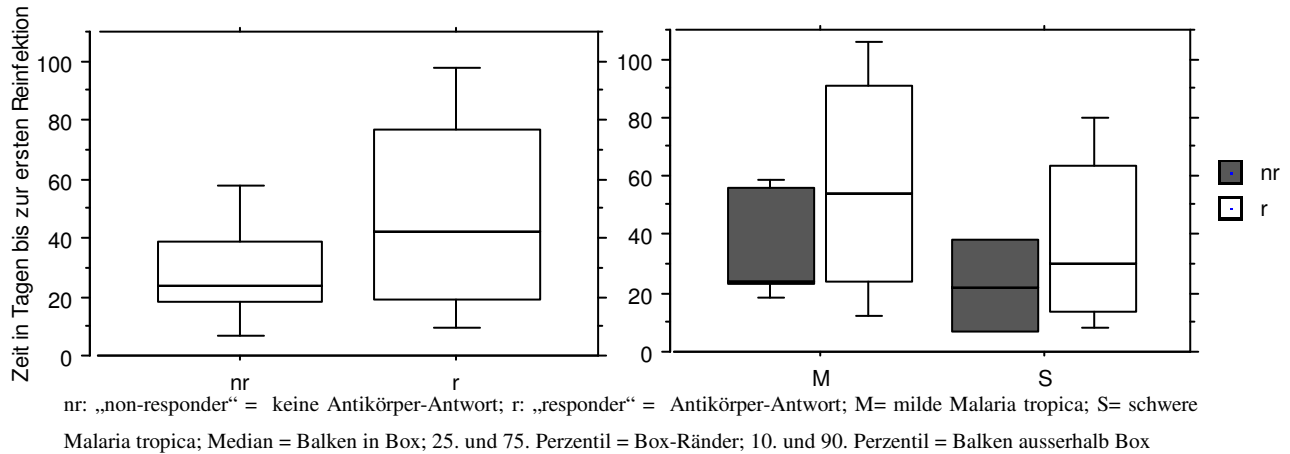 Zeit in Tagen bis zur ersten Reinfektion
100
80
60
40
20
0
nr
r
100
80
60
40
20
0
M
S
nr
r
nr: „non-responder“ = keine Antikörper-Antwort; r: „responder“ = Antikörper-Antwort; M= milde Malaria tropica; S= schwere
Malaria tropica; Median = Balken in Box; 25. und 75. Perzentil = Box-Ränder; 10. und 90. Perzentil = Balken ausserhalb Box